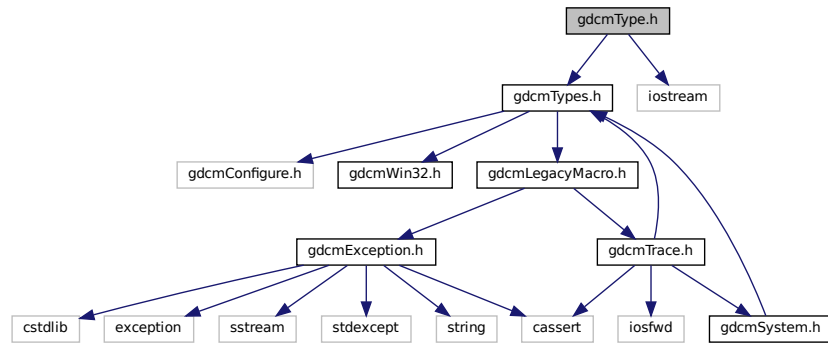 gdcmType.h
gdcmTypes.h
iostream
gdcmConfigure.h
gdcmWin32.h
gdcmLegacyMacro.h
gdcmException.h
gdcmTrace.h
cstdlib
exception
sstream
stdexcept
string
cassert
iosfwd
gdcmSystem.h